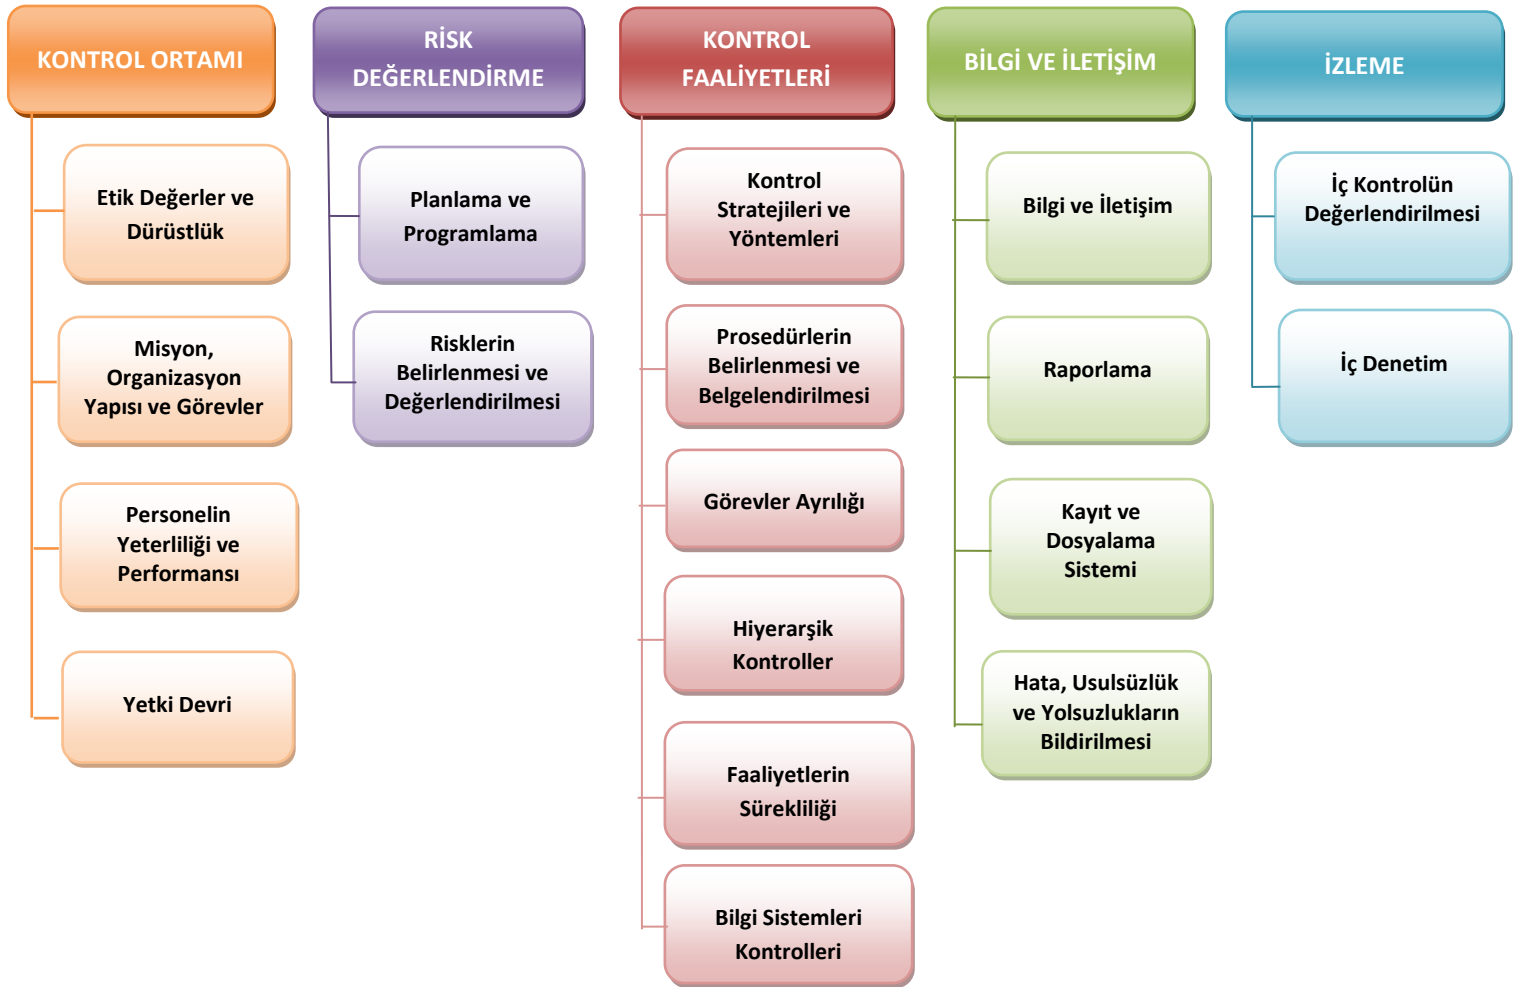 KONTROL ORTAMI
Etik Değerler ve
Dürüstlük
Misyon,
Organizasyon
Yapısı ve Görevler
Personelin
Yeterliliği ve
Performansı
Yetki Devri
RİSK
DEĞERLENDİRME
Planlama ve
Programlama
Risklerin
Belirlenmesi ve
Değerlendirilmesi
KONTROL
FAALİYETLERİ
Kontrol
Stratejileri ve
Yöntemleri
Prosedürlerin
Belirlenmesi ve
Belgelendirilmesi
Görevler Ayrılığı
Hiyerarşik
Kontroller
Faaliyetlerin
Sürekliliği
Bilgi Sistemleri
Kontrolleri
BİLGİ VE İLETİŞİM
Bilgi ve İletişim
Raporlama
Kayıt ve
Dosyalama
Sistemi
Hata, Usulsüzlük
ve Yolsuzlukların
Bildirilmesi
İZLEME
İç Kontrolün
Değerlendirilmesi
İç Denetim